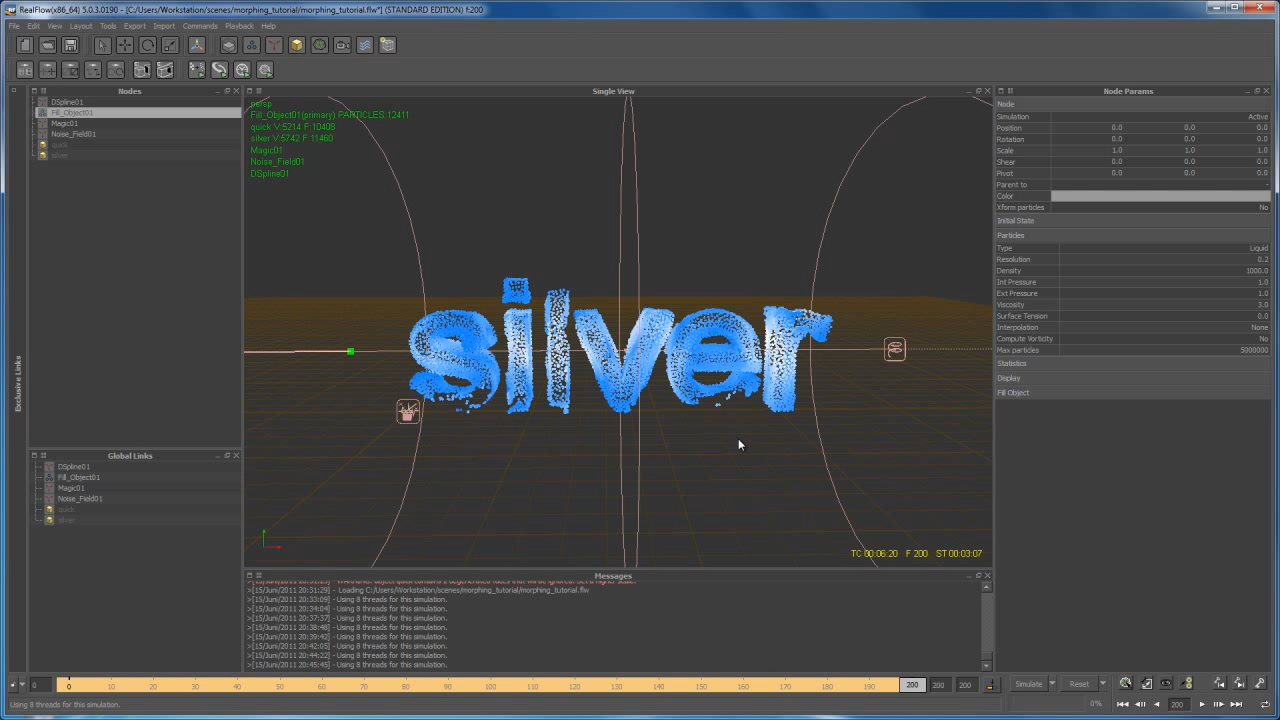 RealFlow(x86_64) 5.0.3.0190 - [C:/Users/Workstation/scenes/morphing_tutorial/morphing_tutorial.flw*] (STANDARD EDITION) f:200
File Edit View Layout Tools Export Import Commands Playback Help
Nodes
DSpline01
Fill_Object01
Magic01
Noise_Field01
quick
silver
Exclusive Links
Global Links
DSpline01
Fill_Object01
Magic01
Noise_Field01
quick
silver
Single View
persp
Fill_Object01(primary) PARTICLES:12411
quick V:5214 F:10408
silver V:5742 F:11460
Magic01
Noise_Field01
DSpline01
silver
TC 00:06:20 F 200 ST 00:03:07
Messages
>[15/Juni/2011 20:31:29] - Loading C:/Users/Workstation/scenes/morphing_tutorial/morphing_tutorial.flw
>[15/Juni/2011 20:33:09] - Using 8 threads for this simulation.
>[15/Juni/2011 20:34:04] - Using 8 threads for this simulation.
>[15/Juni/2011 20:37:37] - Using 8 threads for this simulation.
>[15/Juni/2011 20:38:48] - Using 8 threads for this simulation.
>[15/Juni/2011 20:39:42] - Using 8 threads for this simulation.
>[15/Juni/2011 20:42:05] - Using 8 threads for this simulation.
>[15/Juni/2011 20:44:22] - Using 8 threads for this simulation.
>[15/Juni/2011 20:45:45] - Using 8 threads for this simulation.
Node Params
Node
Simulation Active
Position 0.0 0.0 0.0
Rotation 0.0 0.0 0.0
Scale 1.0 1.0 1.0
Shear 0.0 0.0 0.0
Pivot 0.0 0.0 0.0
Parent to -
Color
Xform particles No
Initial State
Particles
Type Liquid
Resolution 0.2
Density 1000.0
Int Pressure 1.0
Ext Pressure 1.0
Viscosity 3.0
Surface Tension 0.0
Interpolation None
Compute Vorticity No
Max particles 5000000
Statistics
Display
Fill Object
0 0 10 20 30 40 50 60 70 80 90 100 110 120 130 140 150 160 170 180 190 200 200 200 Simulate Reset
Using 8 threads for this simulation. 0% 200